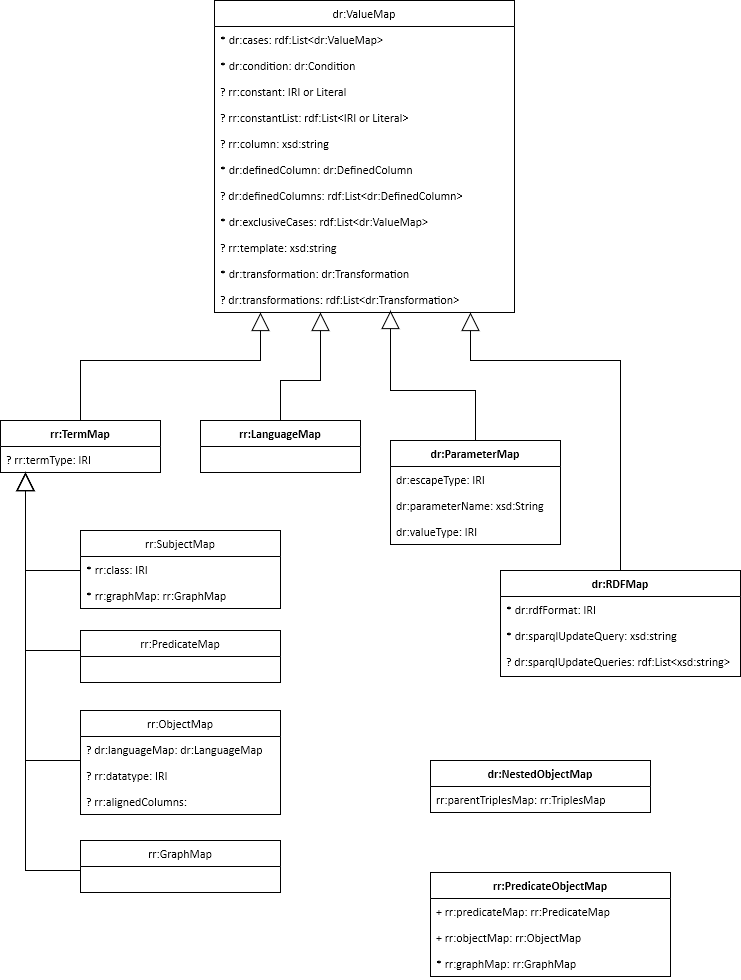 dr:ValueMap
* dr:cases: rdf:List<dr:ValueMap>
* dr:condition: dr:Condition
? rr:constant: IRI or Literal
? rr:constantList: rdf:List<IRI or Literal>
? rr:column: xsd:string
* dr:definedColumn: dr:DefinedColumn
? dr:definedColumns: rdf:List<dr:DefinedColumn>
* dr:exclusiveCases: rdf:List<dr:ValueMap>
? rr:template: xsd:string
* dr:transformation: dr:Transformation
? dr:transformations: rdf:List<dr:Transformation>
rr:TermMap
? rr:termType: IRI
rr:LanguageMap
dr:ParameterMap
dr:escapeType: IRI
dr:parameterName: xsd:String
dr:valueType: IRI
rr:SubjectMap
* rr:class: IRI
* rr:graphMap: rr:GraphMap
dr:RDFMap
* dr:rdfFormat: IRI
* dr:sparqlUpdateQuery: xsd:string
? dr:sparqlUpdateQueries: rdf:List<xsd:string>
rr:PredicateMap
rr:ObjectMap
? dr:languageMap: dr:LanguageMap
? rr:datatype: IRI
? rr:alignedColumns:
dr:NestedObjectMap
rr:parentTriplesMap: rr:TriplesMap
rr:GraphMap
rr:PredicateObjectMap
+ rr:predicateMap: rr:PredicateMap
+ rr:objectMap: rr:ObjectMap
* rr:graphMap: rr:GraphMap